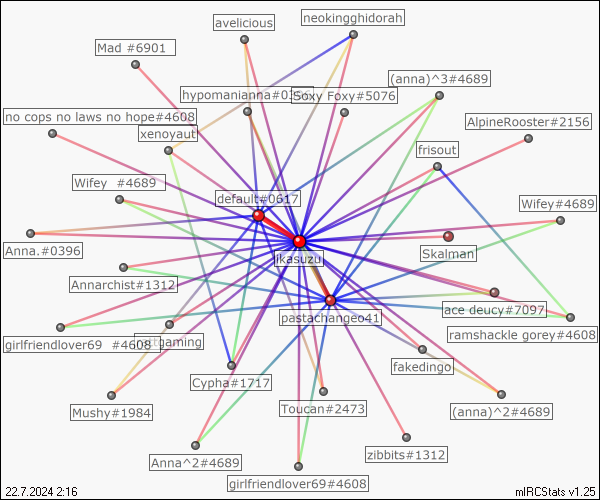 neokingghidorah
avelicious
Mad #6901
(anna)^3#4689
hypomanianna#0
Soxy Foxy#5076
no cops no laws no hope#4608
AlpineRooster#2156
xenoyaut
frisout
Wifey #4689
default#0617
Wifey#4689
Anna.#0396
Skalman
ikasuzu
Annarchist#1312
ace deucy#7097
pastachangeo41
ramshackle gorey#4608
girlfriendlover69 #4608
gaming
fakedingo
Cypha#1717
Mushy#1984
Toucan#2473
(anna)^2#4689
zibbits#1312
Anna^2#4689
girlfriendlover69#4608
22.7.2024 2:16
mIRCStats v1.25